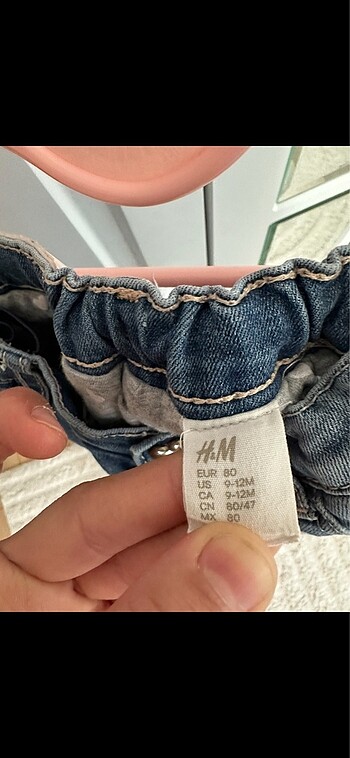 H&M
EUR 80
US 9-12M
CA 9-12M
CN 80/47
MX 80